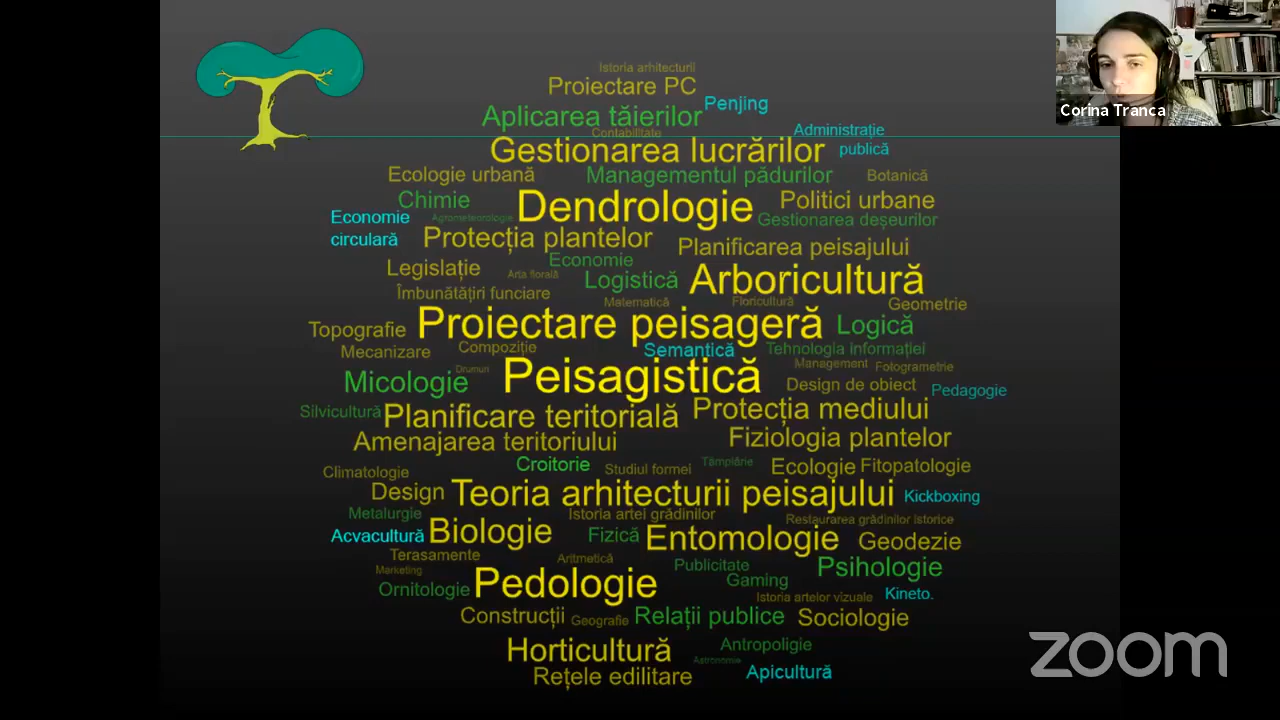 Istoria arhitecturii
Proiectare PC
Penjing
Aplicarea tăierilor
Contabilitate
Administrație
publică
Gestionarea lucrărilor
Ecologie urbană
Managementul pădurilor
Botanică
Chimie
Dendrologie
Politici urbane
Economie
circulară
Agrometeorologie
Gestionarea deșeurilor
Protecția plantelor
Planificarea peisajului
Economie
Legislație
Arta florală
Logistică
Arboricultură
Îmbunătățiri funciare
Matematică
Floricultură
Geometrie
Topografie
Proiectare peisageră
Logică
Mecanizare
Compoziție
Semantică
Tehnologia informației
Drumuri
Management
Fotogrametrie
Micologie
Peisagistică
Design de obiect
Pedagogie
Silvicultură
Planificare teritorială
Protecția mediului
Amenajarea teritoriului
Fiziologia plantelor
Climatologie
Croitorie
Studiul formei
Tâmplărie
Ecologie
Fitopatologie
Design
Teoria arhitecturii peisajului
Kickboxing
Metalurgie
Istoria artei grădinilor
Restaurarea grădinilor istorice
Acvacultură
Biologie
Fizică
Entomologie
Geodezie
Terasamente
Aritmetică
Marketing
Publicitate
Psihologie
Ornitologie
Pedologie
Gaming
Istoria artelor vizuale
Kineto.
Construcții
Geografie
Relații publice
Sociologie
Horticultură
Antropoligie
Astronomie
Rețele edilitare
Apicultură
Corina Tranca
zoom